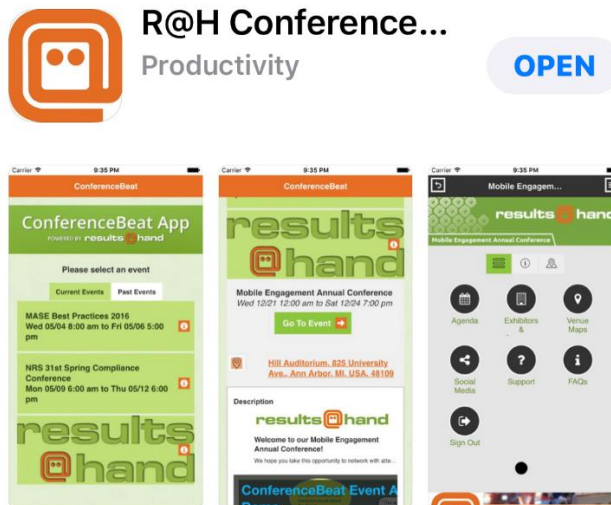 R@H Conference...
Productivity
OPEN
Carrier 9:35 PM
ConferenceBeat
ConferenceBeat App
POWERED BY results@hand
Please select an event
Current Events Past Events
MASE Best Practices 2016
Wed 05/04 8:00 am to Fri 05/06 5:00
pm
NRS 31st Spring Compliance
Conference
Mon 05/09 6:00 am to Thu 05/12 6:00
pm
results
@hand
Carrier 9:35 PM
ConferenceBeat
results
@hand
Mobile Engagement Annual Conference
Wed 12/21 12:00 am to Sat 12/24 7:00 pm
Go To Event
Hill Auditorium, 825 University
Ave., Ann Arbor, MI, USA, 48109
Description
results@hand
Welcome to our Mobile Engagement
Annual Conference!
We hope you take this opportunity to network with atte...
ConferenceBeat Event A
Carrier 9:35 PM
Mobile Engagem...
results hand
Mobile Engagement Annual Conference
Agenda
Exhibitors
&
Venue
Maps
Social
Media
Support
FAQs
Sign Out